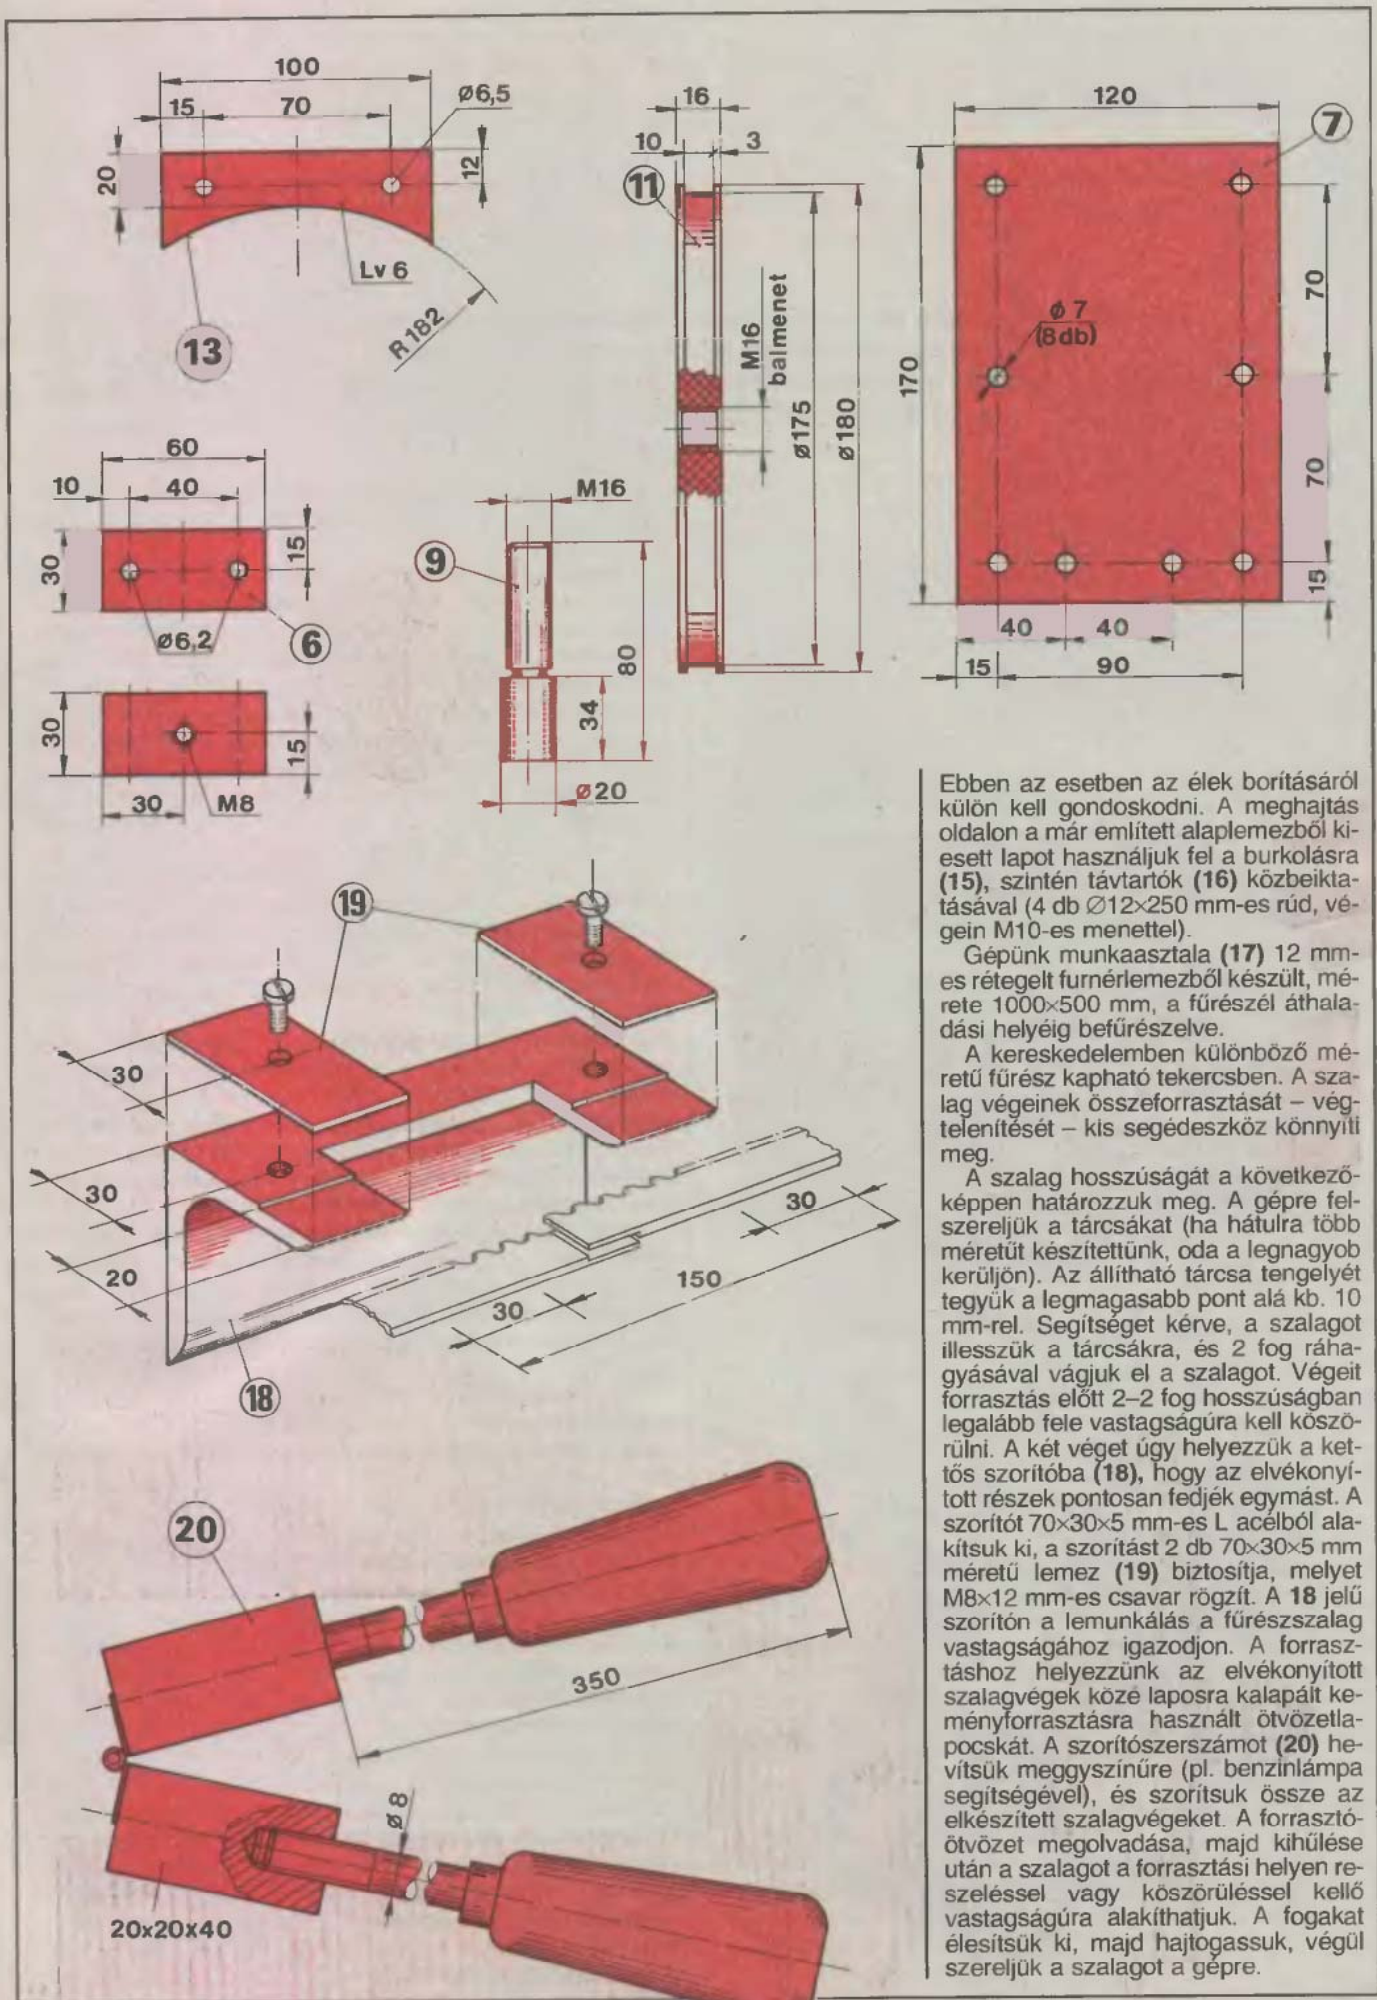 100
15
70
Ø6,5
20
12
Lv 6
R 182
13
60
10
40
30
15
Ø6,2
6
30
15
30
M8
16
10
3
11
M16
balmenet
Ø175
Ø180
M16
9
80
34
Ø20
120
7
170
70
Ø 7
(8db)
70
15
40
40
15
90
19
30
30
20
30
30
150
18
20
350
Ø 8
20x20x40
Ebben az esetben az élek borításáról
külön kell gondoskodni. A meghajtás
oldalon a már említett alaplemezből ki-
esett lapot használjuk fel a burkolásra
(15), szintén távtartók (16) közbeikta-
tásával (4 db Ø12×250 mm-es rúd, vé-
gein M10-es menettel).
Gépünk munkaasztala (17) 12 mm-
es rétegelt furnérlemezből készült, mé-
rete 1000×500 mm, a fűrészél áthala-
dási helyéig befűrészelve.
A kereskedelemben különböző mé-
retű fűrész kapható tekercsben. A sza-
lag végeinek összeforrasztását – vég-
telenítését – kis segédeszköz könnyíti
meg.
A szalag hosszúságát a következő-
képpen határozzuk meg. A gépre fel-
szereljük a tárcsákat (ha hátulra több
méretűt készítettünk, oda a legnagyob
kerüljön). Az állítható tárcsa tengelyét
tegyük a legmagasabb pont alá kb. 10
mm-rel. Segítséget kérve, a szalagot
illesszük a tárcsákra, és 2 fog ráha-
gyásával vágjuk el a szalagot. Végeit
forrasztás előtt 2–2 fog hosszúságban
legalább fele vastagságúra kell köszö-
rülni. A két véget úgy helyezzük a ket-
tős szorítóba (18), hogy az elvékonyí-
tott részek pontosan fedjék egymást. A
szorítót 70×30×5 mm-es L acélból ala-
kítsuk ki, a szorítást 2 db 70×30×5 mm
méretű lemez (19) biztosítja, melyet
M8×12 mm-es csavar rögzít. A 18 jelű
szorítón a lemunkálás a fűrészszalag
vastagságához igazodjon. A forrasz-
táshoz helyezzünk az elvékonyított
szalagvégek közé laposra kalapált ke-
ményforrasztásra használt ötvözetla-
pocskát. A szorítószerszámot (20) he-
vítsük meggyszínűre (pl. benzinlámpa
segítségével), és szorítsuk össze az
elkészített szalagvégeket. A forrasztó-
ötvözet megolvadása, majd kihűlése
után a szalagot a forrasztási helyen re-
szeléssel vagy köszörüléssel kellő
vastagságúra alakíthatjuk. A fogakat
élesítsük ki, majd hajtogassuk, végül
szereljük a szalagot a gépre.